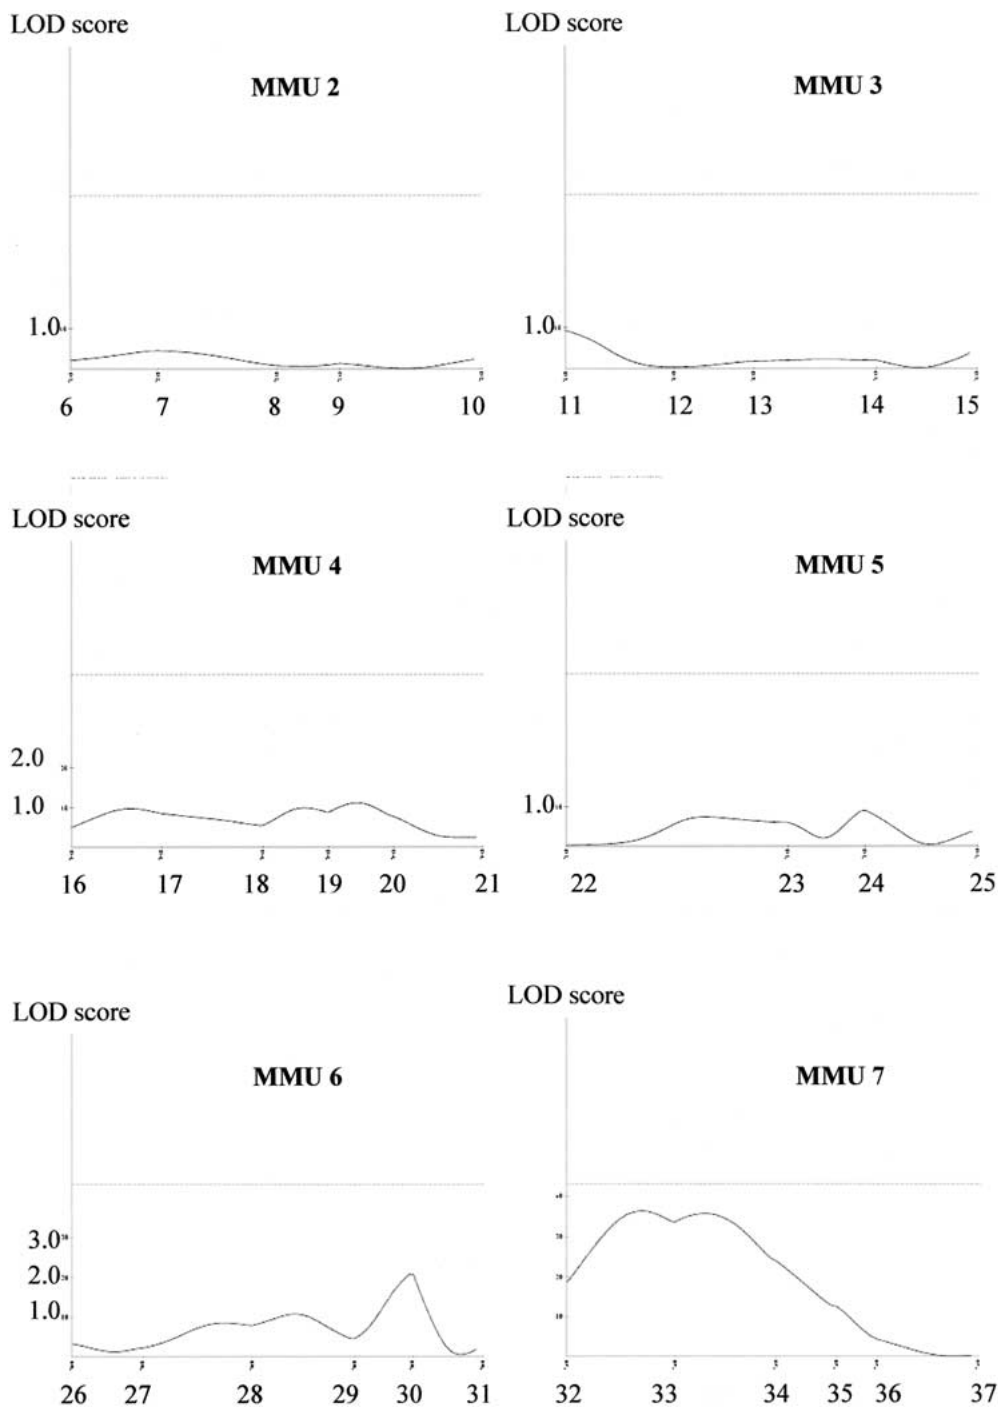 LOD score LOD score
MMU 2 MMU 3
1.0 1.0
6 7 8 9 10 11 12 13 14 15
LOD score LOD score
MMU 4 MMU 5
2.0
1.0 1.0
16 17 18 19 20 21 22 23 24 25
LOD score LOD score
MMU 6 MMU 7
3.0
2.0
1.0
26 27 28 29 30 31 32 33 34 35 36 37